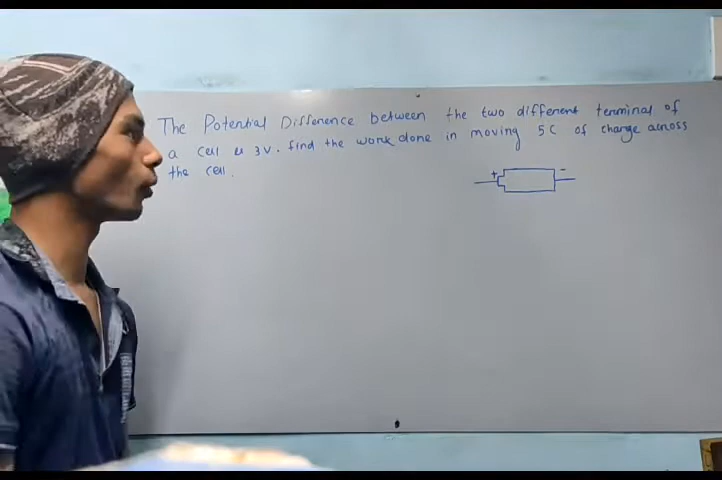 The Potential Difference between the two different terminal of
a cell is 3V. find the work done in moving 5C of charge across
the cell.
+ -